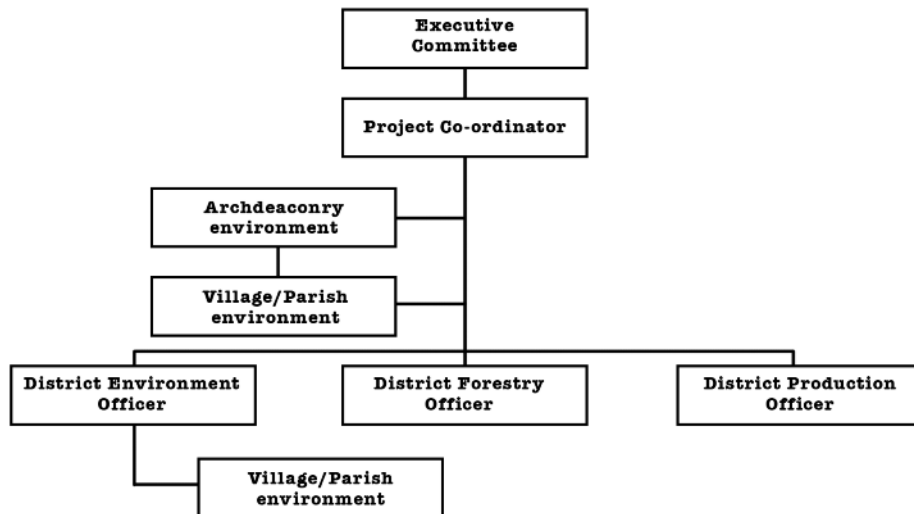 Executive
Committee
Project Co-ordinator
Archdeaconry
environment
Village/Parish
environment
District Environment
Officer
District Forestry
Officer
District Production
Officer
Village/Parish
environment